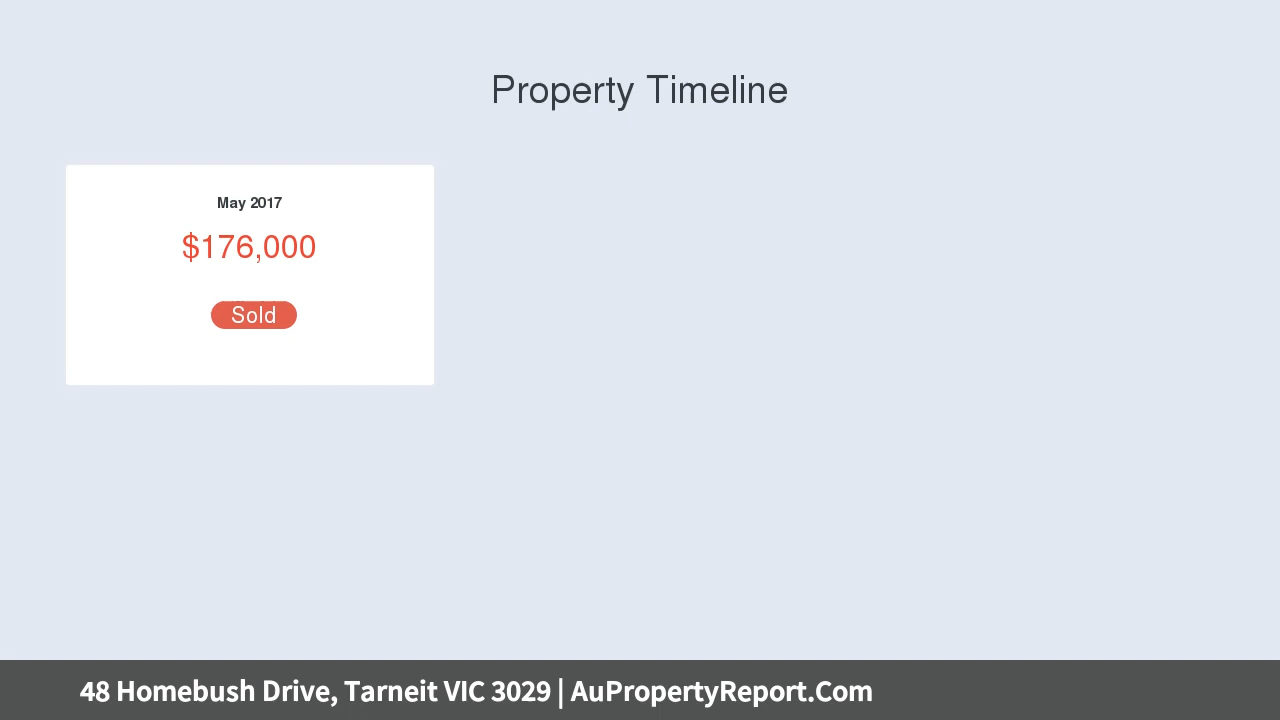 Property Timeline
May 2017
$176,000
Sold
48 Homebush Drive, Tarneit VIC 3029 | AuPropertyReport.Com